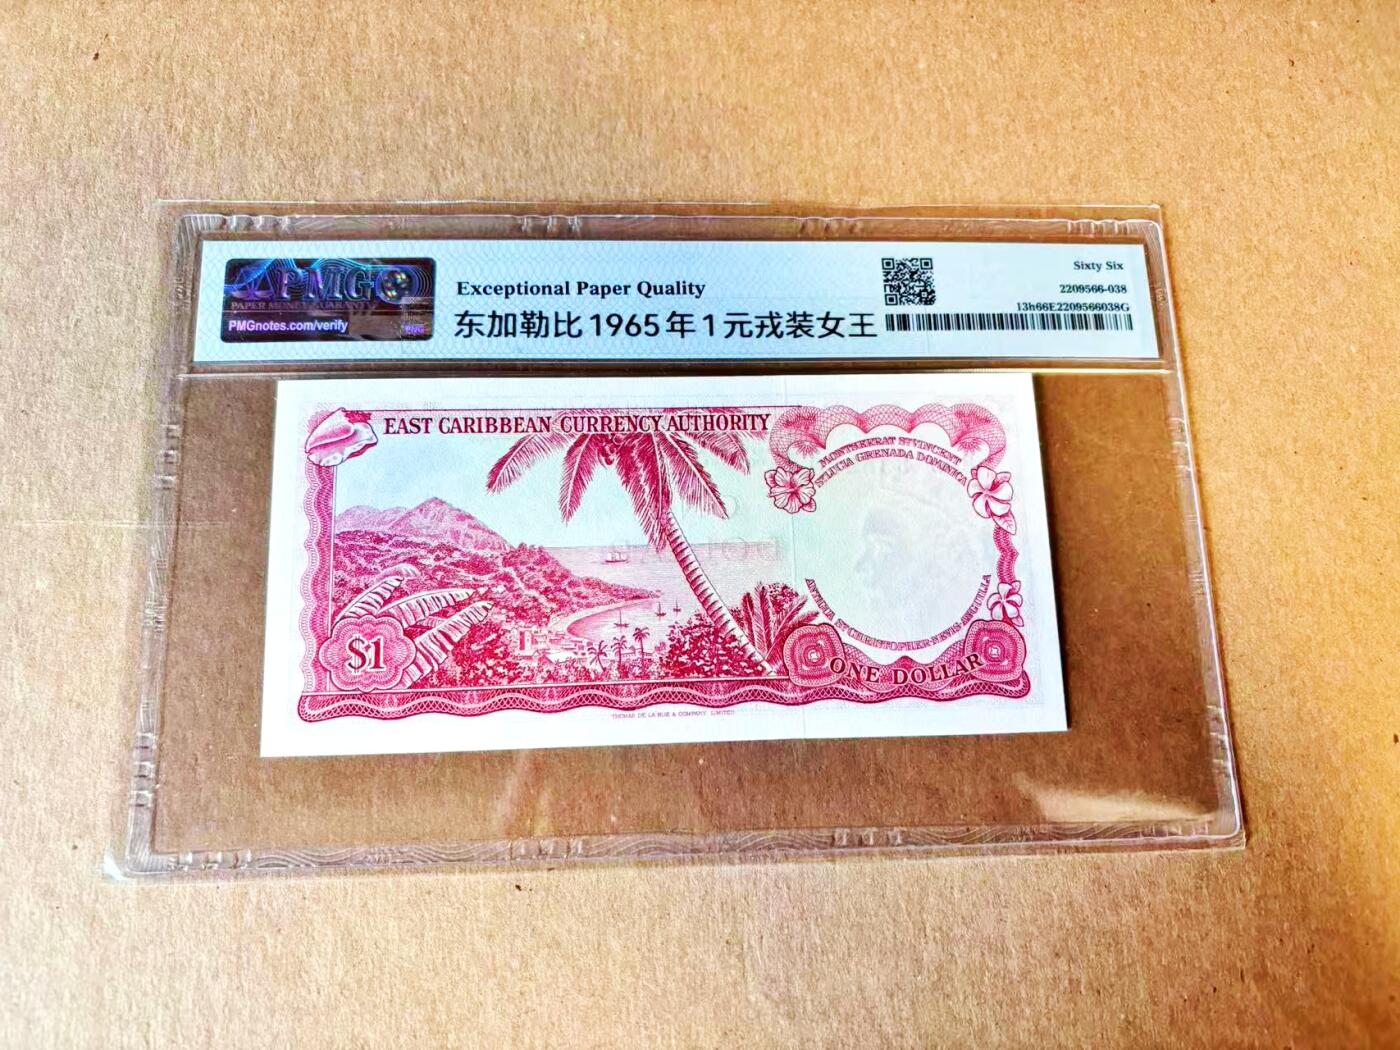 PMG
PAPER MONEY GUARANTY
PMGnotes.com/verify
Exceptional Paper Quality
东加勒比1965年1元戎装女王
Sixty Six
2209566-038
13h66E2209566038G
EAST CARIBBEAN CURRENCY AUTHORITY
MONTSERRAT ST VINCENT
ST LUCIA GRENADA DOMINICA
ANTIGUA ST CHRISTOPHER-NEVIS-ANGUILLA
$1
ONE DOLLAR
THOMAS DE LA RUE & COMPANY, LIMITED